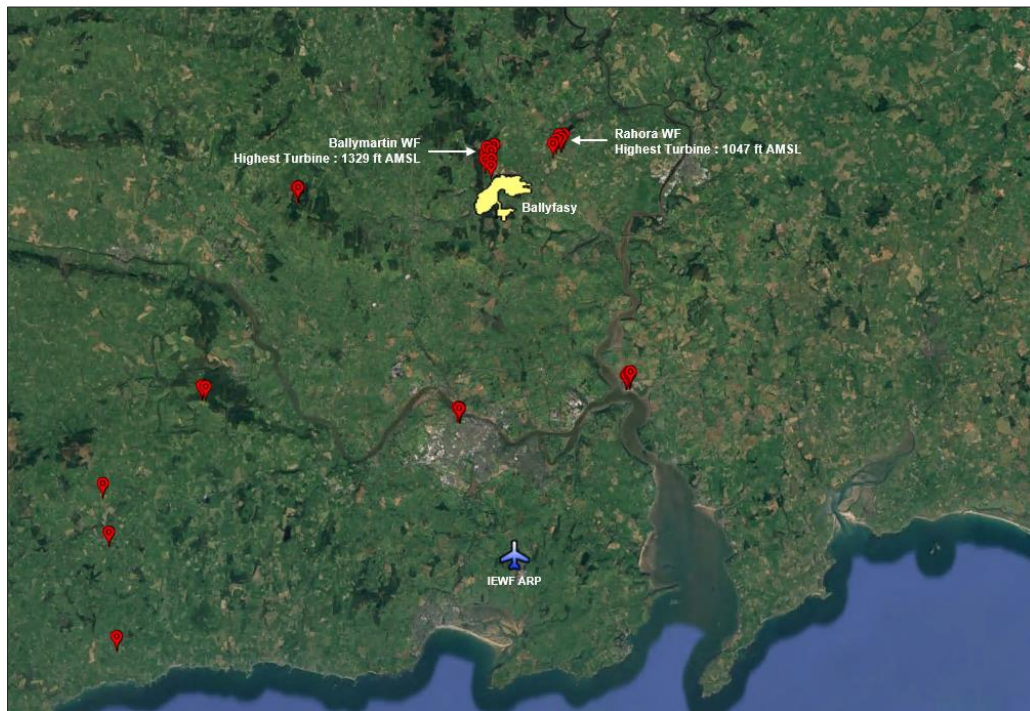 Ballymartin WF
Highest Turbine : 1329 ft AMSL
Rahora WF
Highest Turbine : 1047 ft AMSL
Ballyfasy
IEWF ARP